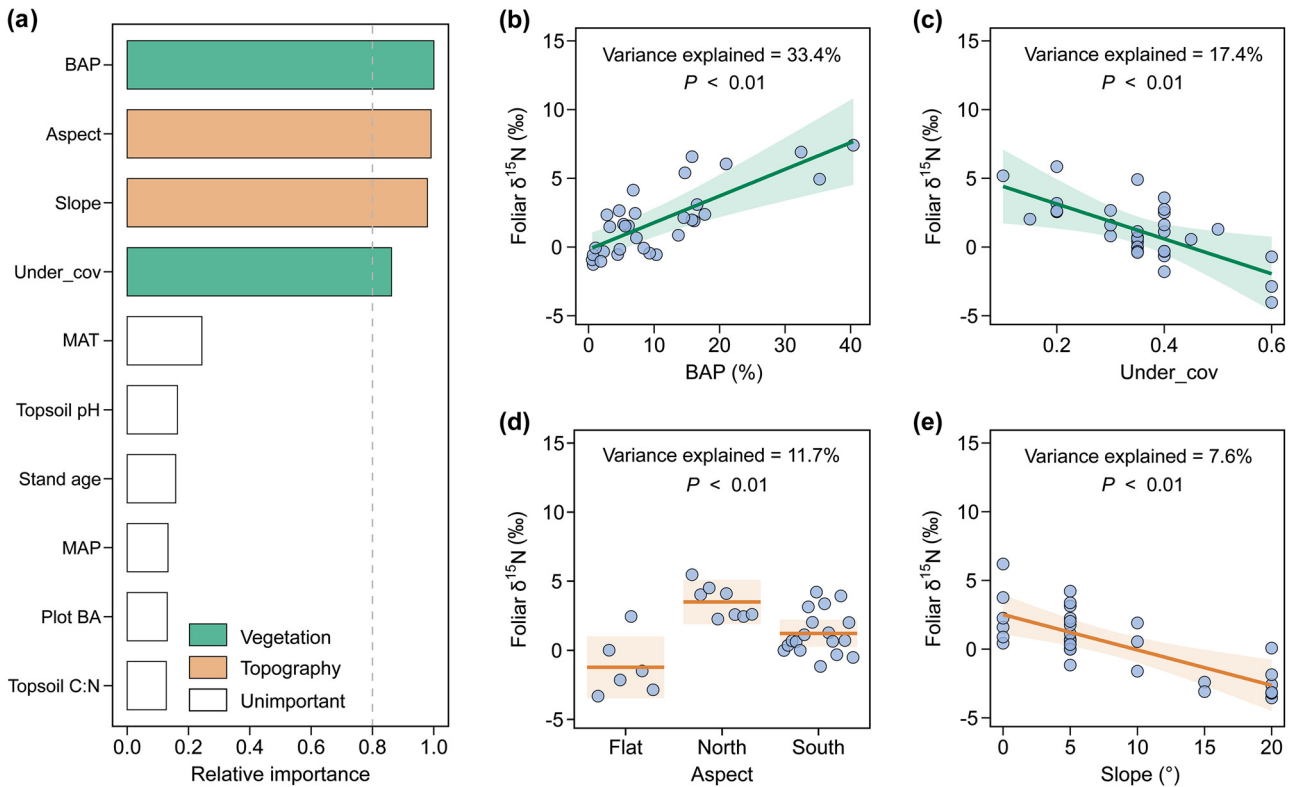 (a)
BAP
Aspect
Slope
Under_cov
MAT
Topsoil pH
Stand age
MAP
Plot BA
Topsoil C:N
Vegetation
Topography
Unimportant
0.0 0.2 0.4 0.6 0.8 1.0
Relative importance
(b)
Variance explained = 33.4%
P < 0.01
Foliar δ¹⁵N (‰)
15
10
5
0
-5
0 10 20 30 40
BAP (%)
(c)
Variance explained = 17.4%
P < 0.01
Foliar δ¹⁵N (‰)
15
10
5
0
-5
0.2 0.4 0.6
Under_cov
(d)
Variance explained = 11.7%
P < 0.01
Foliar δ¹⁵N (‰)
15
10
5
0
-5
Flat North South
Aspect
(e)
Variance explained = 7.6%
P < 0.01
Foliar δ¹⁵N (‰)
15
10
5
0
-5
0 5 10 15 20
Slope (°)